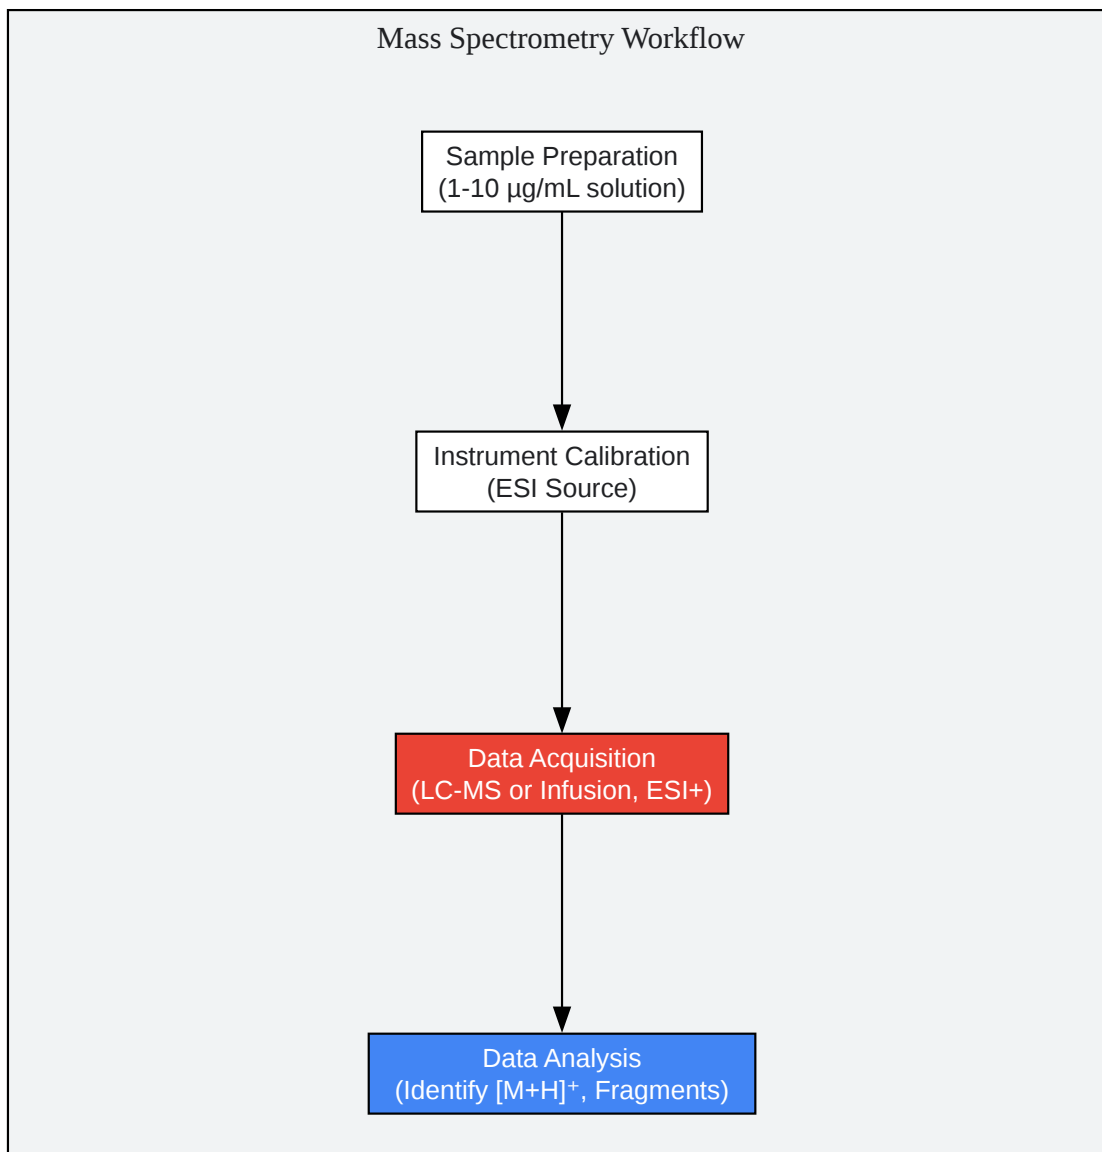 Mass Spectrometry Workflow
Sample Preparation
(1-10 µg/mL solution)
Instrument Calibration
(ESI Source)
Data Acquisition
(LC-MS or Infusion, ESI+)
Data Analysis
(Identify [M+H]⁺, Fragments)